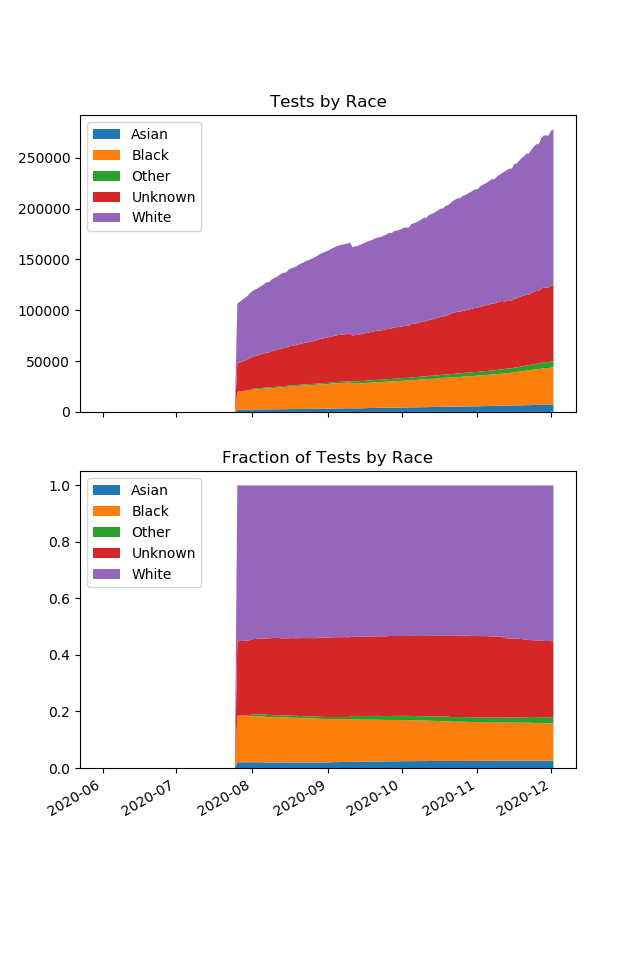 Tests by Race
Asian
Black
Other
Unknown
White
250000
200000
150000
100000
50000
0
Fraction of Tests by Race
Asian
Black
Other
Unknown
White
1.0
0.8
0.6
0.4
0.2
0.0
2020-06
2020-07
2020-08
2020-09
2020-10
2020-11
2020-12